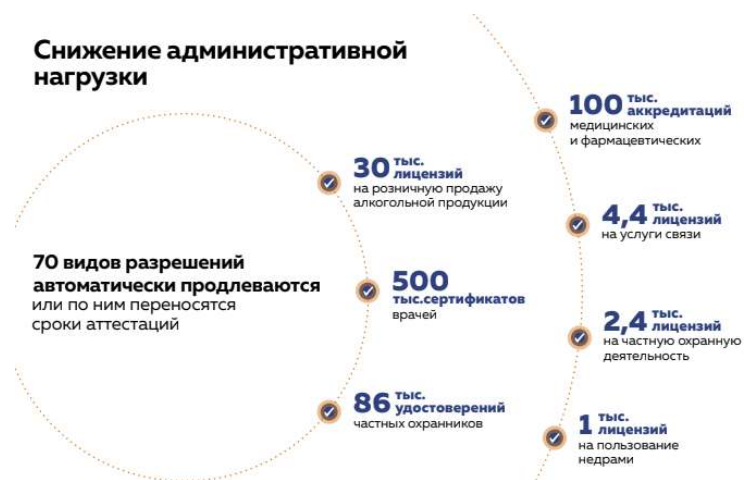 Снижение административной
нагрузки
70 видов разрешений
автоматически продлеваются
или по ним переносятся
сроки аттестаций
30 тыс.
лицензий
на розничную продажу
алкогольной продукции
500
тыс.сертификатов
врачей
86 тыс.
удостоверений
частных охранников
100 тыс.
аккредитаций
медицинских
и фармацевтических
4,4 тыс.
лицензий
на услуги связи
2,4 тыс.
лицензий
на частную охранную
деятельность
1 тыс.
лицензий
на пользование
недрами